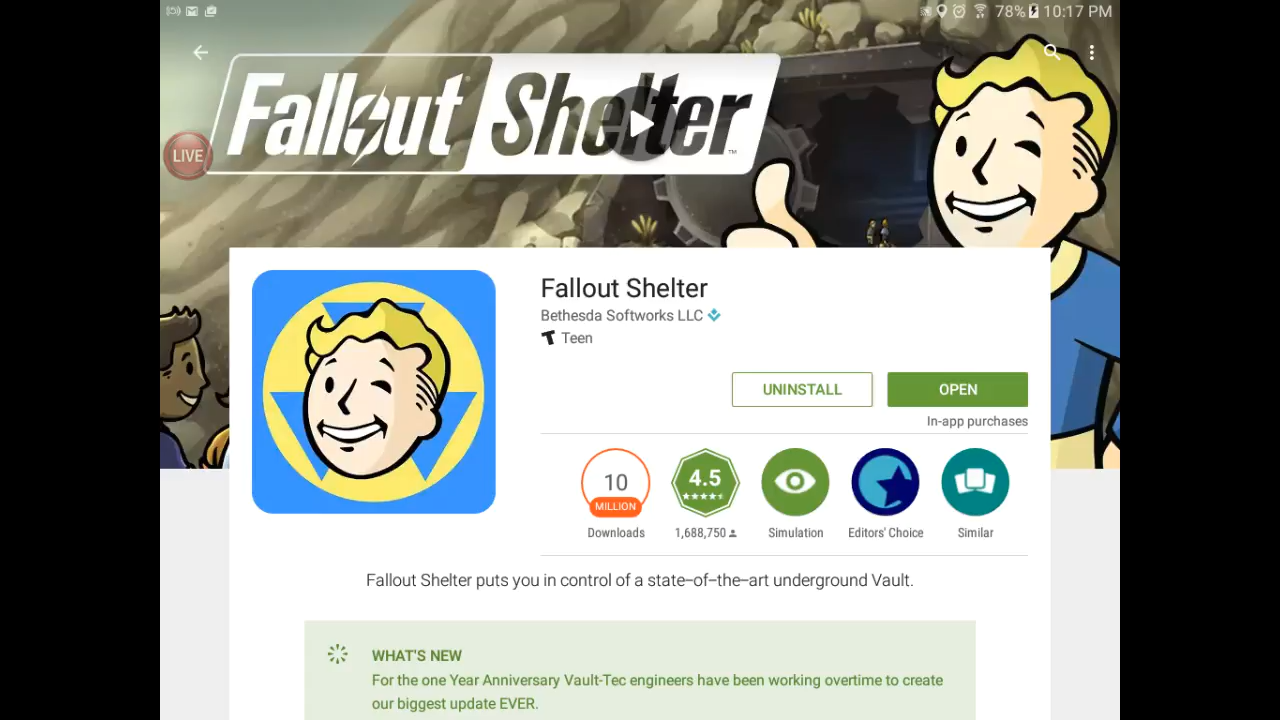 78% 10:17 PM
Fallout Shelter™
LIVE
Fallout Shelter
Bethesda Softworks LLC
Teen
UNINSTALL
OPEN
In-app purchases
10
MILLION
4.5
Downloads
1,688,750
Simulation
Editors' Choice
Similar
Fallout Shelter puts you in control of a state-of-the-art underground Vault.
WHAT'S NEW
For the one Year Anniversary Vault-Tec engineers have been working overtime to create
our biggest update EVER.